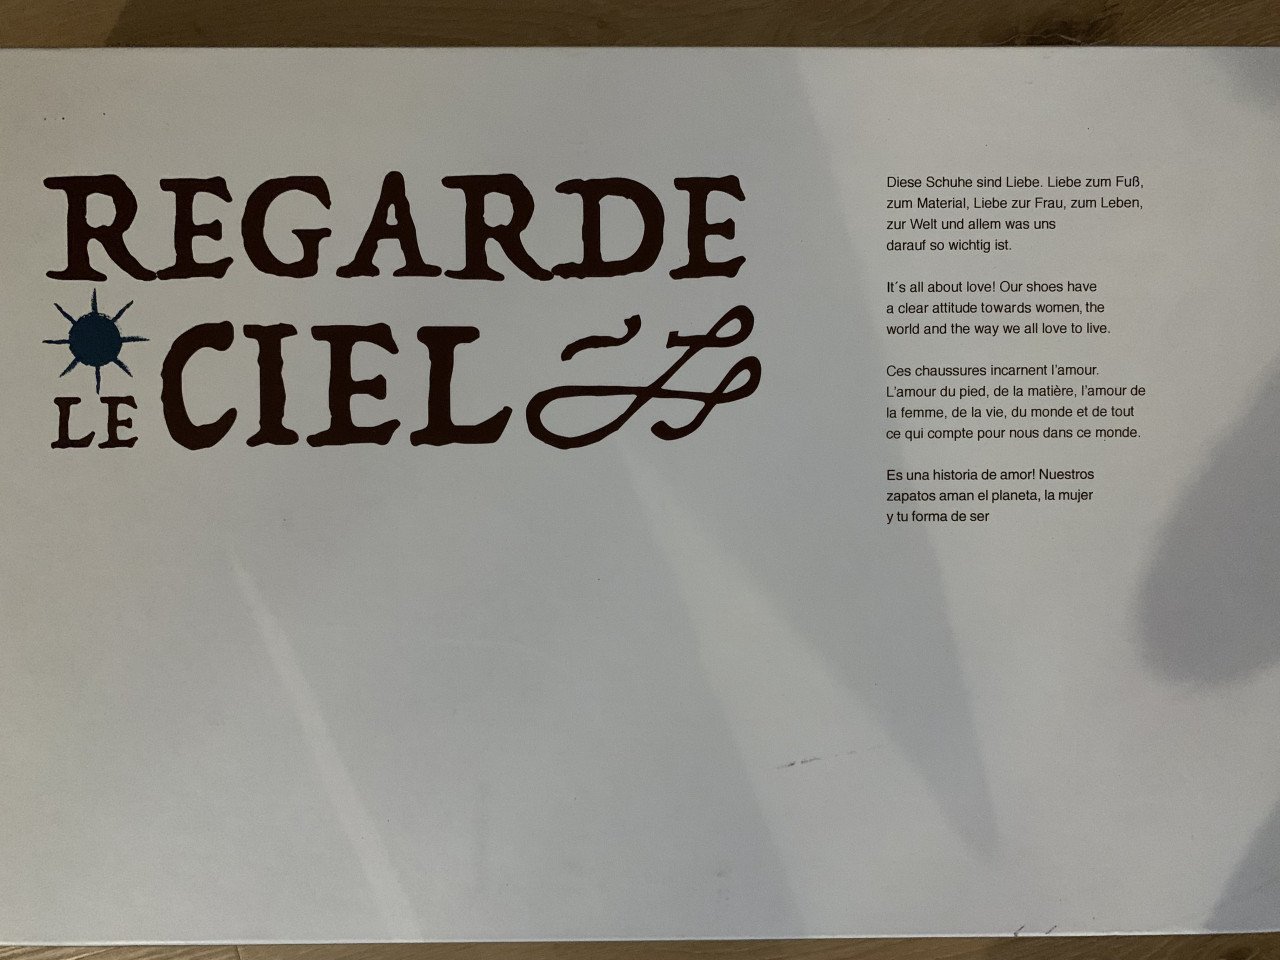 REGARDE
LE CIEL
Diese Schuhe sind Liebe. Liebe zum Fuß,
zum Material, Liebe zur Frau, zum Leben,
zur Welt und allem was uns
darauf so wichtig ist.
It´s all about love! Our shoes have
a clear attitude towards women, the
world and the way we all love to live.
Ces chaussures incarnent l'amour.
L'amour du pied, de la matière, l'amour de
la femme, de la vie, du monde et de tout
ce qui compte pour nous dans ce monde.
Es una historia de amor! Nuestros
zapatos aman el planeta, la mujer
y tu forma de ser